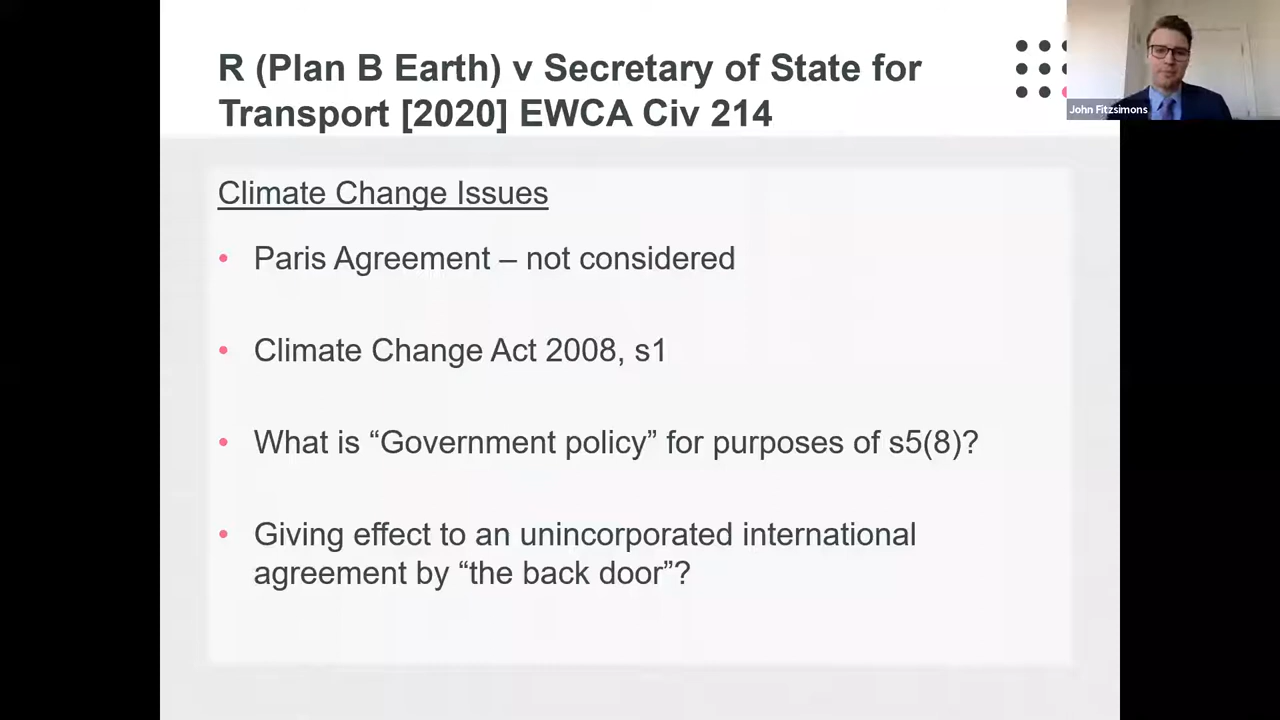 R (Plan B Earth) v Secretary of State for
Transport [2020] EWCA Civ 214
John Fitzsimons
Climate Change Issues
• Paris Agreement – not considered
• Climate Change Act 2008, s1
• What is “Government policy” for purposes of s5(8)?
• Giving effect to an unincorporated international
agreement by “the back door”?